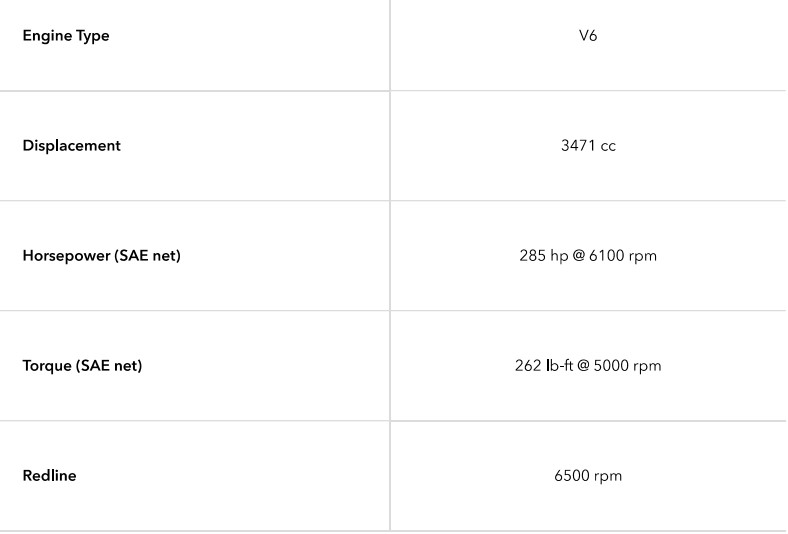 Engine Type V6
Displacement 3471 cc
Horsepower (SAE net) 285 hp @ 6100 rpm
Torque (SAE net) 262 lb-ft @ 5000 rpm
Redline 6500 rpm